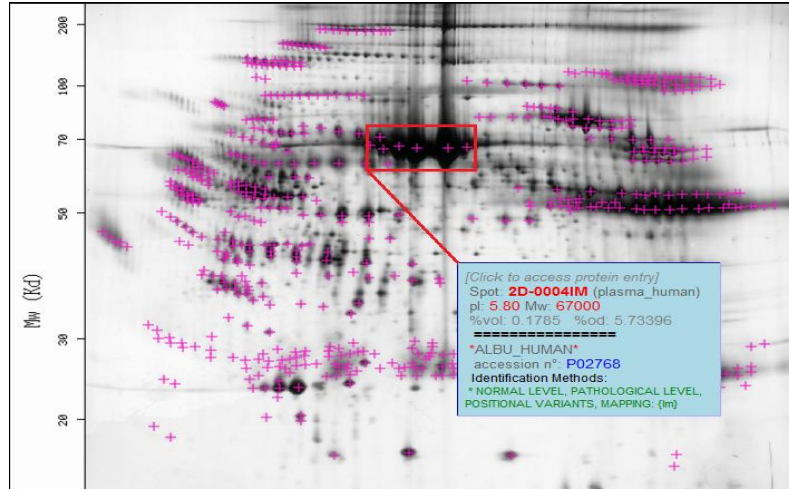 200
100
70
50
30
20
Mw (Kd)
[Click to access protein entry]
Spot: 2D-0004IM (plasma_human)
pI: 5.80 Mw: 67000
%vol: 0.1785 %od: 5.73396
=================
*ALBU_HUMAN*
accession n°: P02768
Identification Methods:
* NORMAL LEVEL, PATHOLOGICAL LEVEL,
POSITIONAL VARIANTS, MAPPING: {Im}